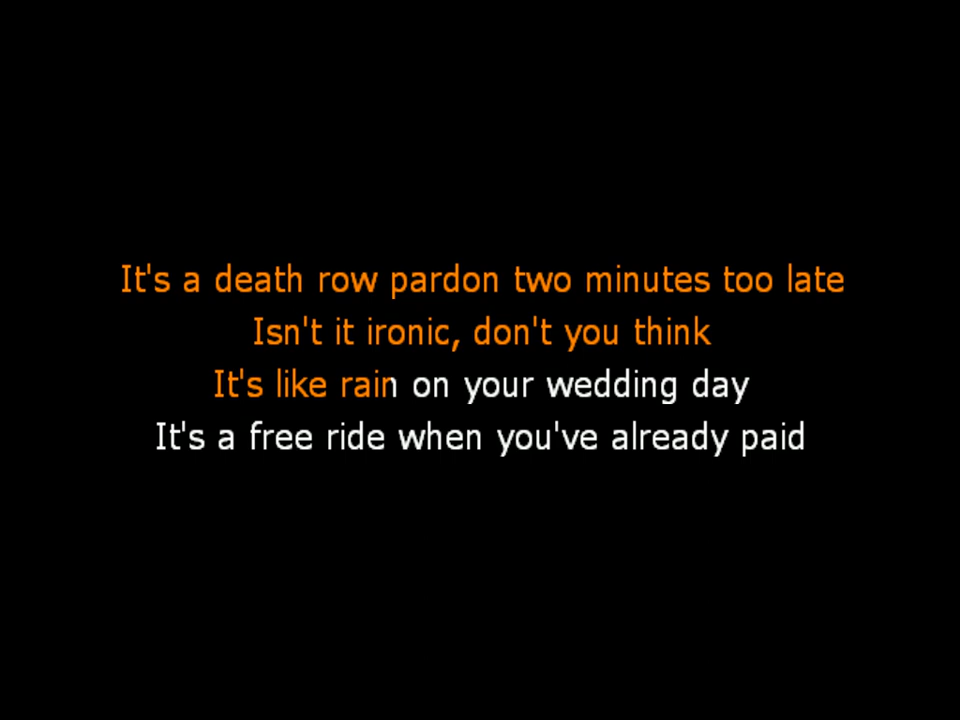 It's a death row pardon two minutes too late
Isn't it ironic, don't you think
It's like rain on your wedding day
It's a free ride when you've already paid